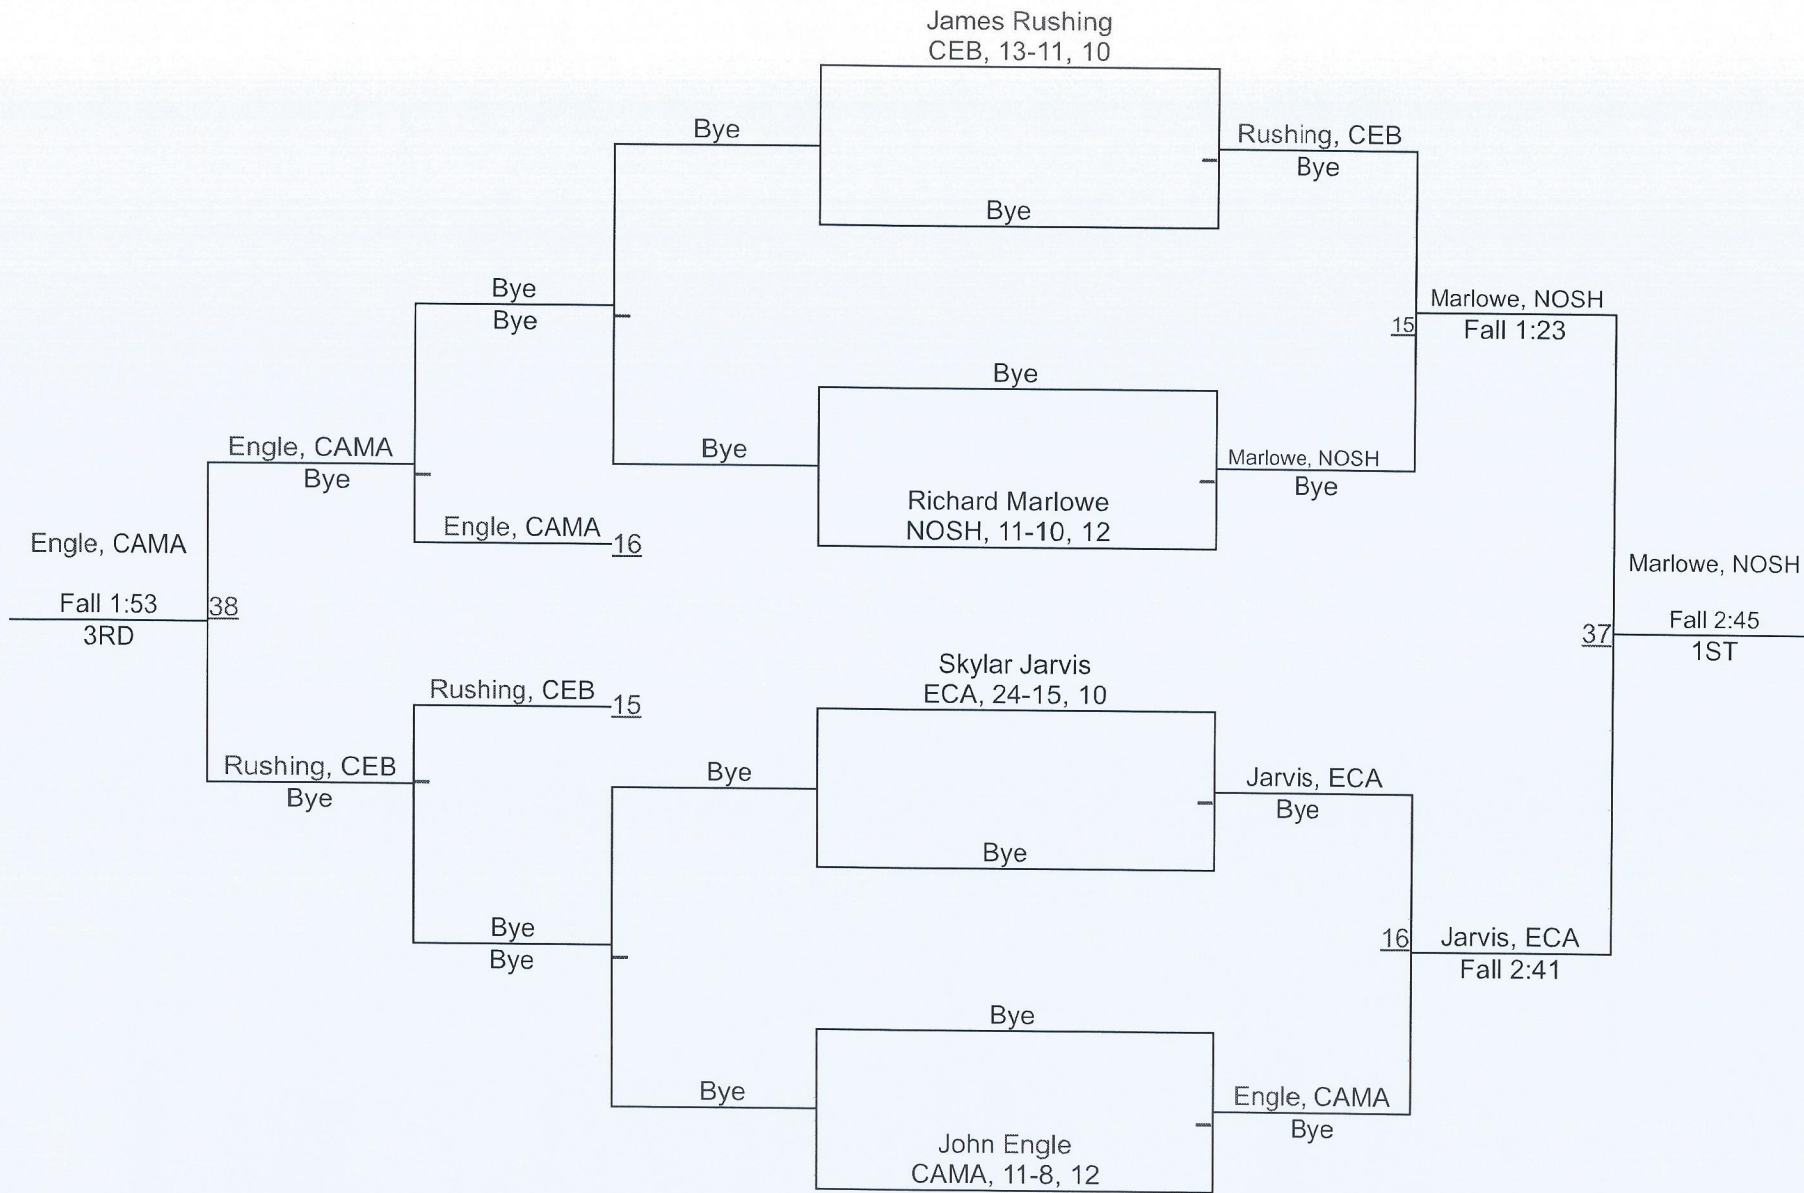 James Rushing
CEB, 13-11, 10
Bye
Rushing, CEB
Bye
Bye
Bye
Bye
Marlowe, NOSH
15
Fall 1:23
Bye
Engle, CAMA
Bye
Bye
Marlowe, NOSH
Bye
Richard Marlowe
NOSH, 11-10, 12
Engle, CAMA
16
Engle, CAMA
Marlowe, NOSH
Fall 1:53
38
3RD
Fall 2:45
37
1ST
Skylar Jarvis
ECA, 24-15, 10
Rushing, CEB
15
Rushing, CEB
Bye
Bye
Jarvis, ECA
Bye
Bye
Bye
Bye
16
Jarvis, ECA
Fall 2:41
Bye
Bye
Engle, CAMA
Bye
John Engle
CAMA, 11-8, 12